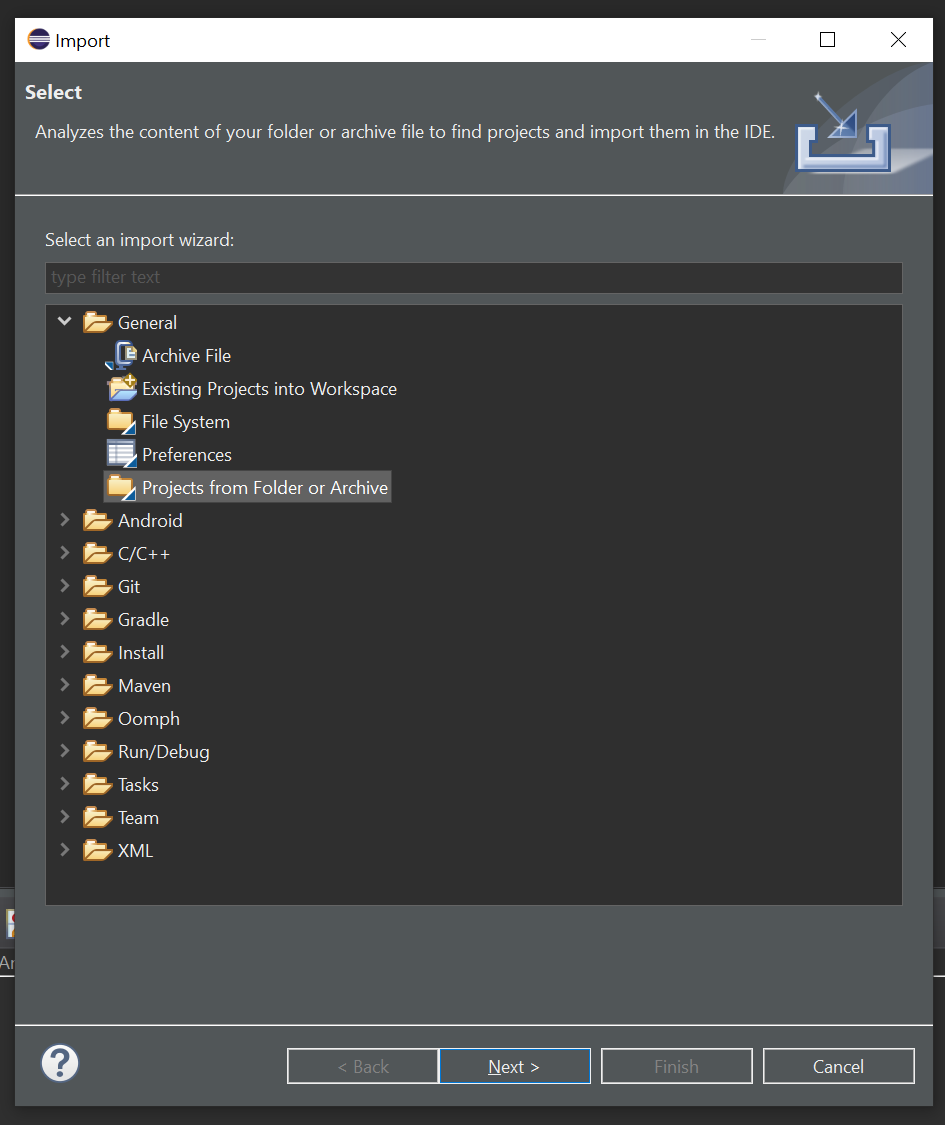 Import
Select
Analyzes the content of your folder or archive file to find projects and import them in the IDE.
Select an import wizard:
type filter text
General
Archive File
Existing Projects into Workspace
File System
Preferences
Projects from Folder or Archive
Android
C/C++
Git
Gradle
Install
Maven
Oomph
Run/Debug
Tasks
Team
XML
Ar
?
< Back
Next >
Finish
Cancel